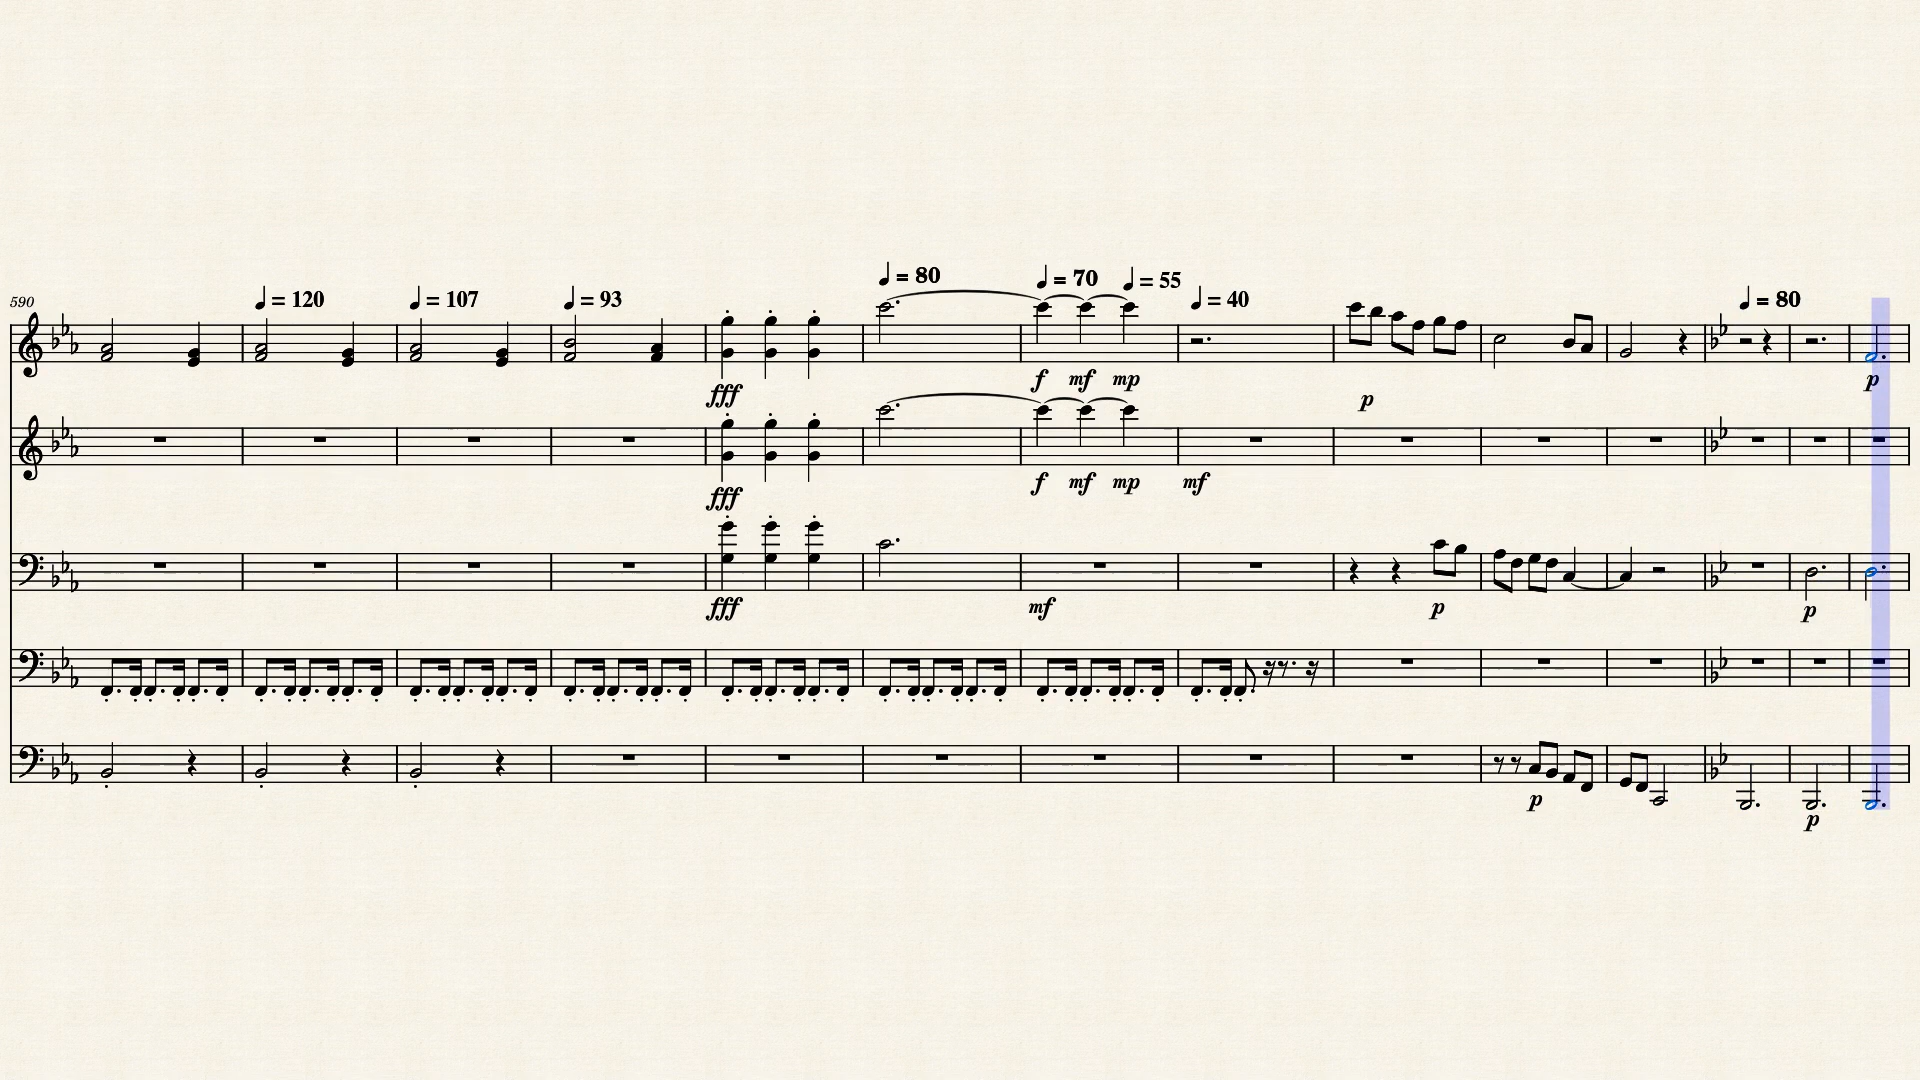 590
♩ = 120
♩ = 107
♩ = 93
♩ = 80
♩ = 70
♩ = 55
♩ = 40
♩ = 80
fff
f mf mp
p
p
fff
f mf mp
mf
fff
mf
p
p
p
p